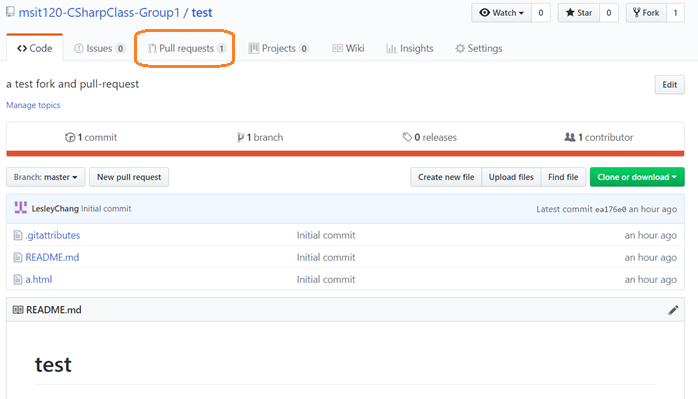 msit120-CSharpClass-Group1 / test
Watch 0 Star 0 Fork 1
Code Issues 0 Pull requests 1 Projects 0 Wiki Insights Settings
a test fork and pull-request Edit
Manage topics
1 commit 1 branch 0 releases 1 contributor
Branch: master New pull request Create new file Upload files Find file Clone or download
LesleyChang Initial commit Latest commit ea176e0 an hour ago
.gitattributes Initial commit an hour ago
README.md Initial commit an hour ago
a.html Initial commit an hour ago
README.md
test